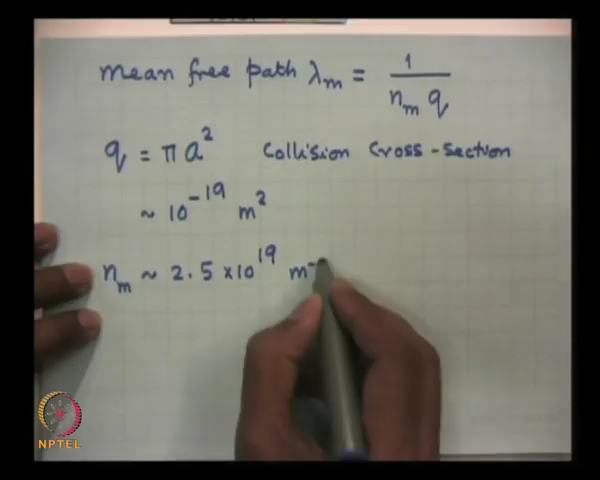 mean free path λm = 1 / nm q
q = πa² Collision Cross-section
~ 10⁻¹⁹ m²
nm ~ 2.5 × 10¹⁹ m⁻
NPTEL